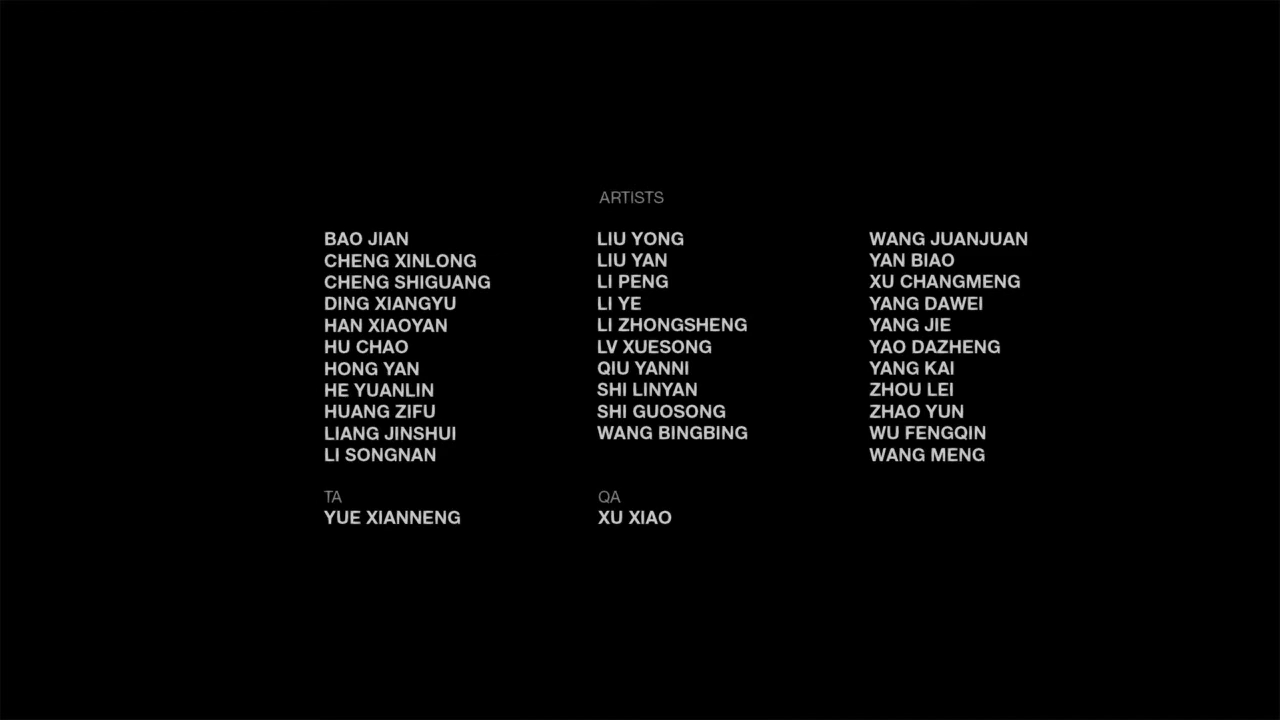 ARTISTS
BAO JIAN
CHENG XINLONG
CHENG SHIGUANG
DING XIANGYU
HAN XIAOYAN
HU CHAO
HONG YAN
HE YUANLIN
HUANG ZIFU
LIANG JINSHUI
LI SONGNAN
LIU YONG
LIU YAN
LI PENG
LI YE
LI ZHONGSHENG
LV XUESONG
QIU YANNI
SHI LINYAN
SHI GUOSONG
WANG BINGBING
WANG JUANJUAN
YAN BIAO
XU CHANGMENG
YANG DAWEI
YANG JIE
YAO DAZHENG
YANG KAI
ZHOU LEI
ZHAO YUN
WU FENGQIN
WANG MENG
TA
YUE XIANNENG
QA
XU XIAO